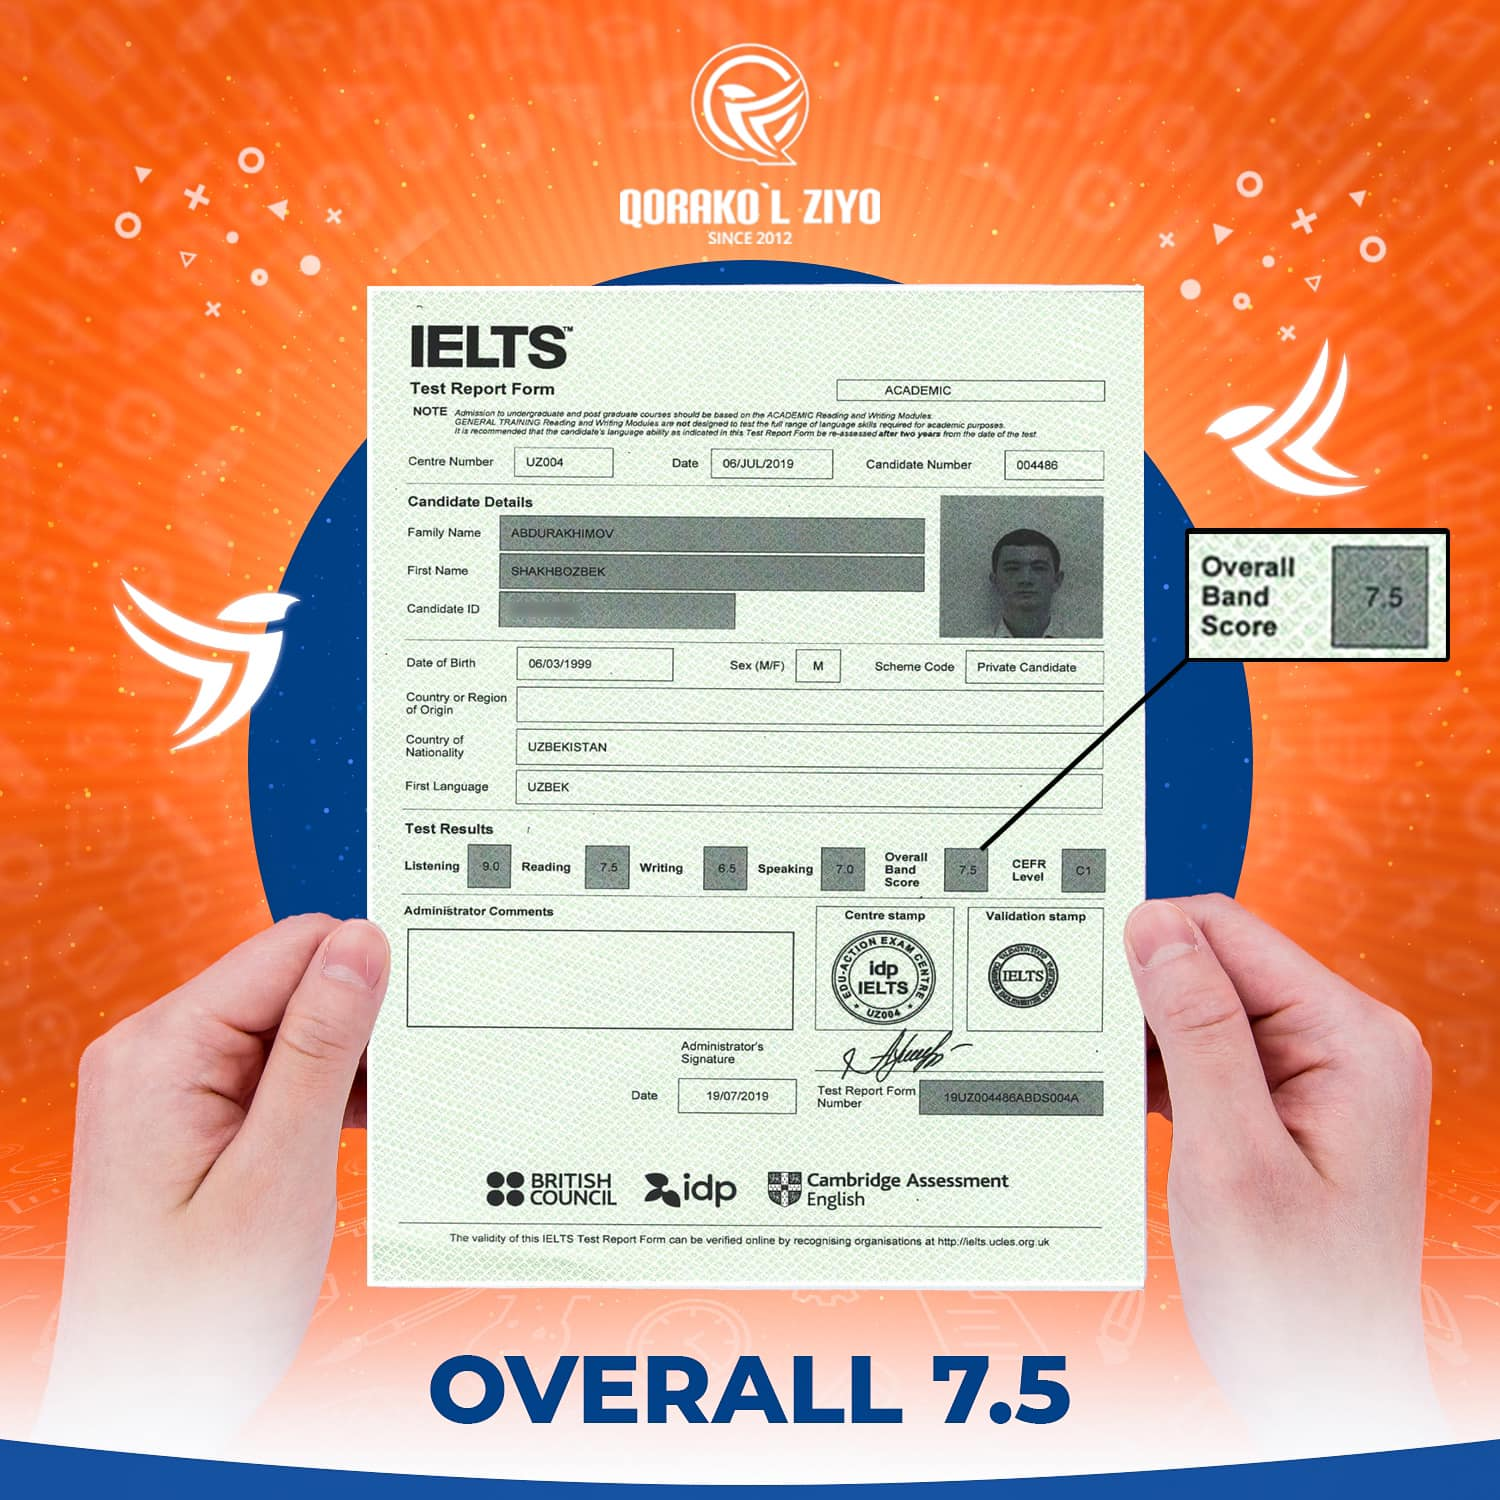 QORAKO`L ZIYO
SINCE 2012
IELTS™
Test Report Form
ACADEMIC
NOTE Admission to undergraduate and post graduate courses should be based on the ACADEMIC Reading and Writing Modules.
GENERAL TRAINING Reading and Writing Modules are not designed to test the full range of language skills required for academic purposes.
It is recommended that the candidate's language ability as indicated in this Test Report Form be re-assessed after two years from the date of the test.
Centre Number UZ004 Date 06/JUL/2019 Candidate Number 004486
Candidate Details
Family Name ABDURAKHIMOV
First Name SHAKHBOZBEK
Candidate ID
Date of Birth 06/03/1999 Sex (M/F) M Scheme Code Private Candidate
Country or Region
of Origin
Country of
Nationality UZBEKISTAN
First Language UZBEK
Test Results
Listening 9.0 Reading 7.5 Writing 6.5 Speaking 7.0 Overall Band Score 7.5 CEFR Level C1
Overall
Band
Score
7.5
Administrator Comments
Centre stamp
EDU-ACTION EXAM CENTRE
idp
IELTS
UZ004
Validation stamp
IELTS
Administrator's
Signature
Date 19/07/2019
Test Report Form
Number 19UZ004486ABDS004A
BRITISH
COUNCIL
idp
Cambridge Assessment
English
The validity of this IELTS Test Report Form can be verified online by recognising organisations at http://ielts.ucles.org.uk
OVERALL 7.5